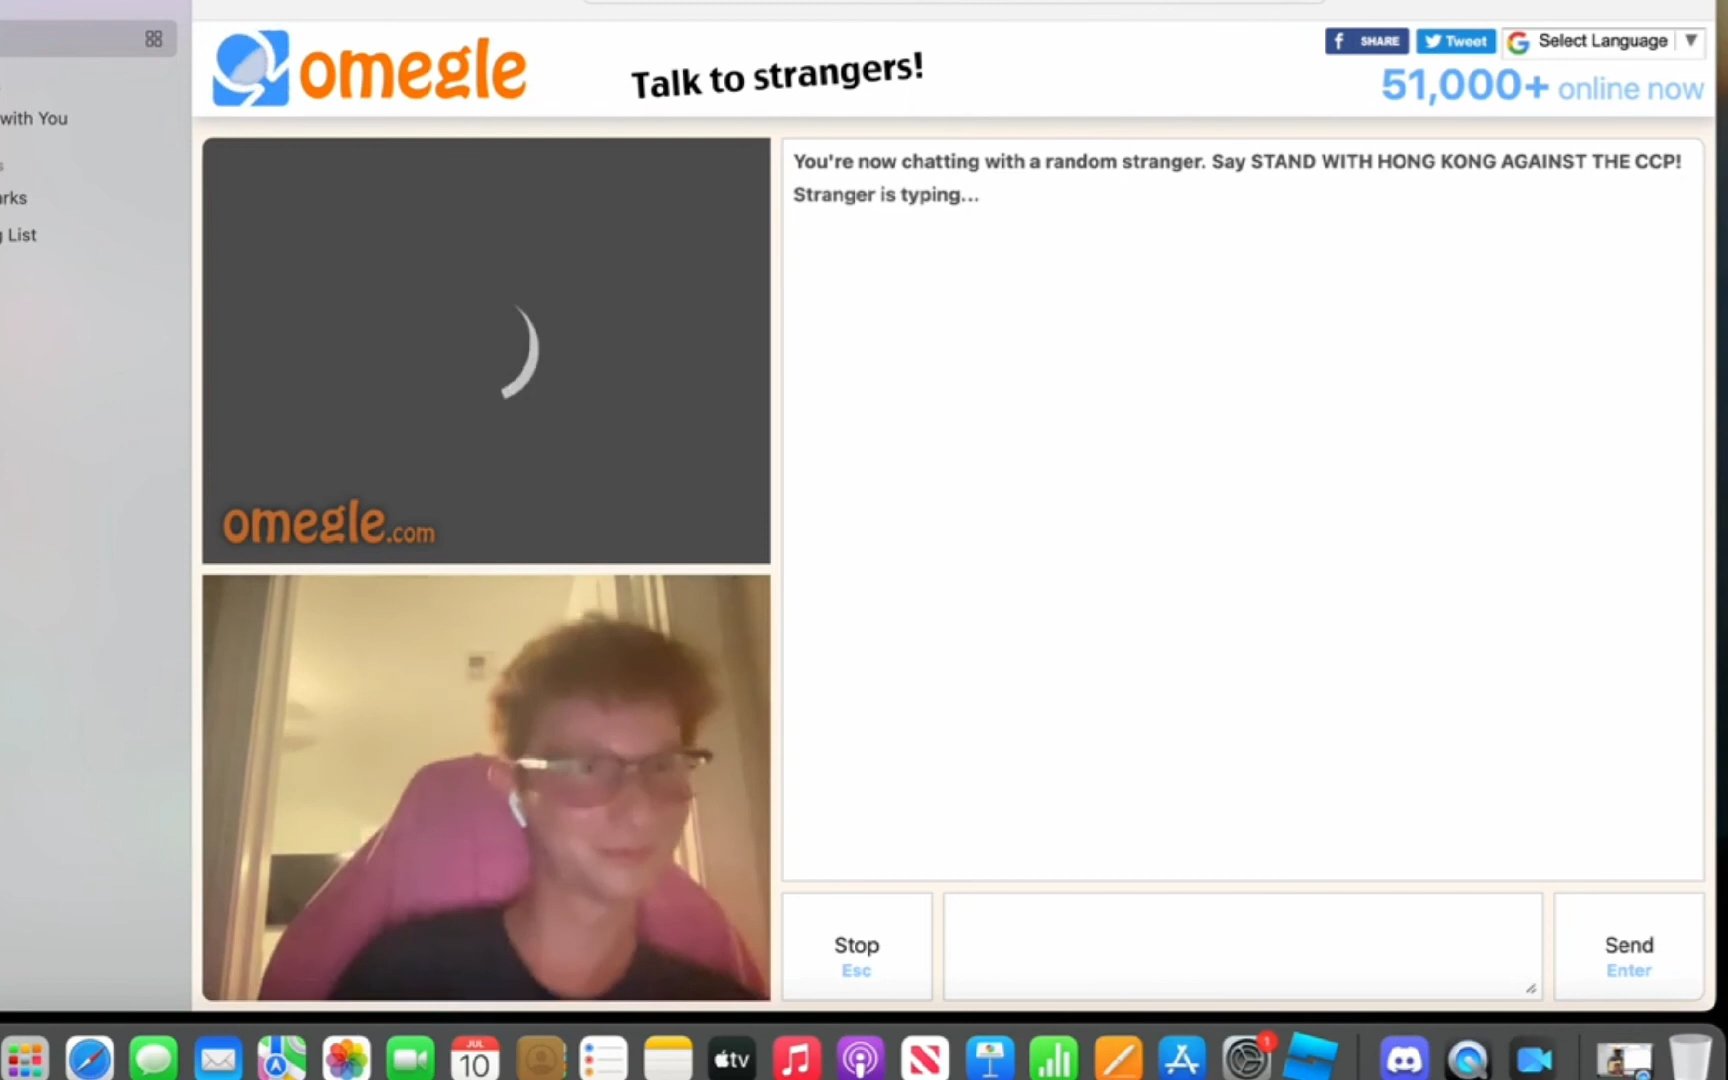 omegle
Talk to strangers!
SHARE
Tweet
Select Language
51,000+ online now
with You
arks
List
You're now chatting with a random stranger. Say STAND WITH HONG KONG AGAINST THE CCP!
Stranger is typing...
omegle.com
Stop
Esc
Send
Enter
JUL
10
tv
1